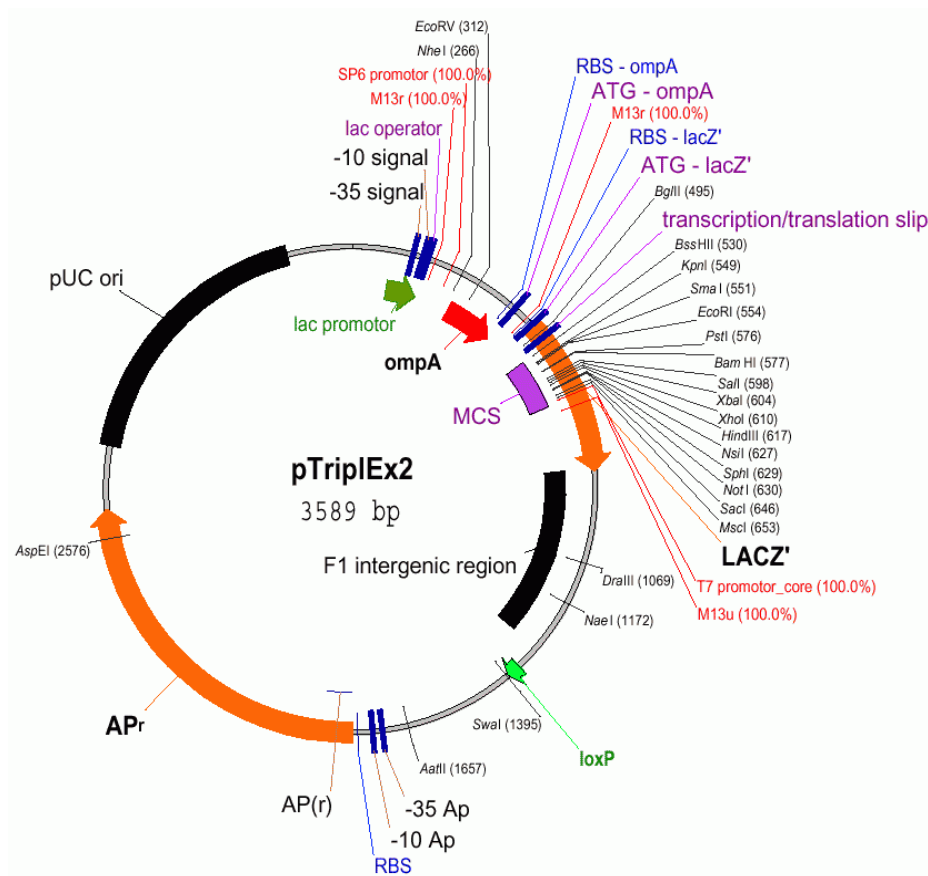 EcoRV (312)
NheI (266)
SP6 promotor (100.0%)
M13r (100.0%)
lac operator
-10 signal
-35 signal
RBS - ompA
ATG - ompA
M13r (100.0%)
RBS - lacZ'
ATG - lacZ'
BglII (495)
transcription/translation slip
BssHII (530)
KpnI (549)
SmaI (551)
EcoRI (554)
PstI (576)
BamHI (577)
SalI (598)
XbaI (604)
XhoI (610)
HindIII (617)
NsiI (627)
SphI (629)
NotI (630)
SacI (646)
MscI (653)
LACZ'
T7 promotor_core (100.0%)
M13u (100.0%)
pUC ori
lac promotor
ompA
MCS
pTriplEx2
3589 bp
F1 intergenic region
DraIII (1069)
NaeI (1172)
AspEI (2576)
SwaI (1395)
loxP
APr
AatII (1657)
AP(r)
-35 Ap
-10 Ap
RBS